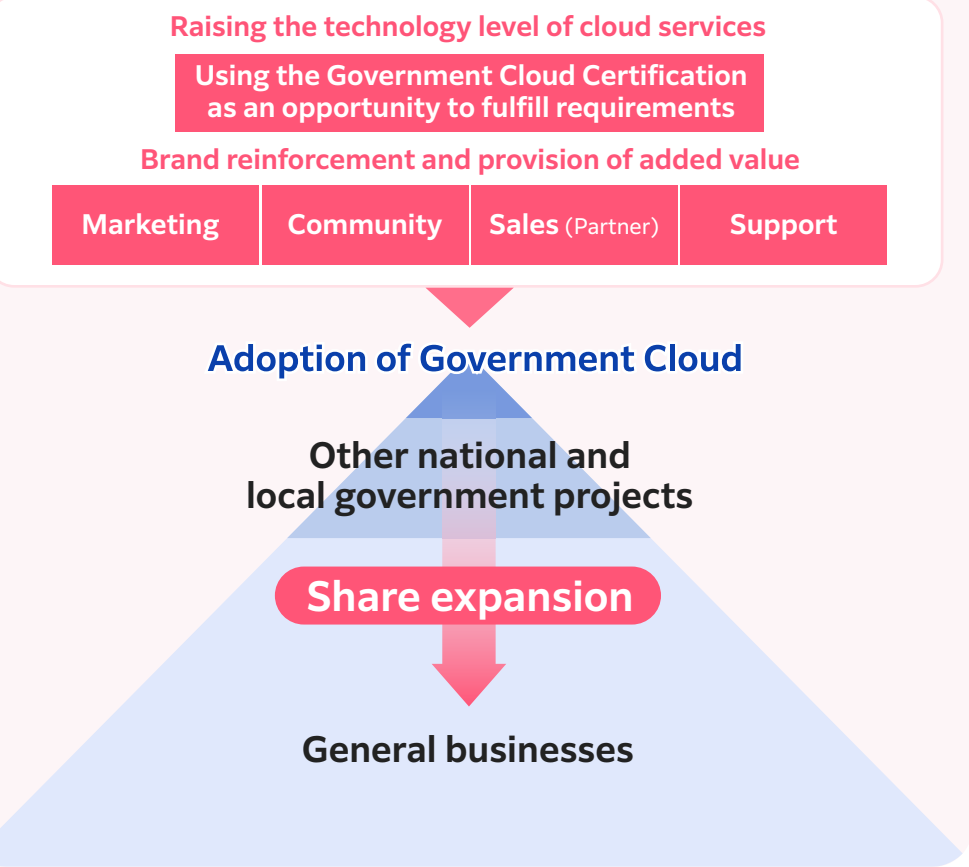 Raising the technology level of cloud services
Using the Government Cloud Certification
as an opportunity to fulfill requirements
Brand reinforcement and provision of added value
Marketing
Community
Sales (Partner)
Support
Adoption of Government Cloud
Other national and
local government projects
Share expansion
General businesses